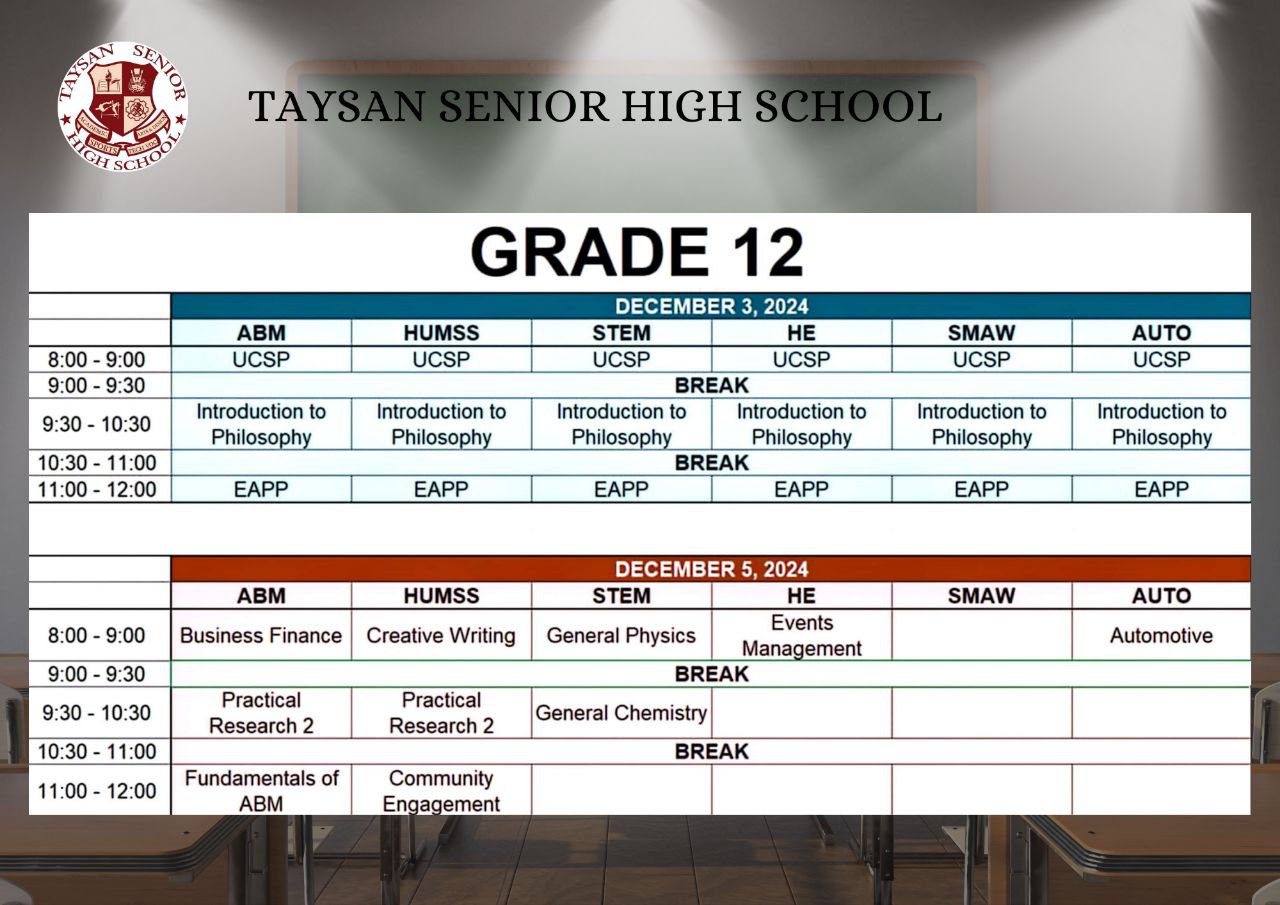 TAYSAN SENIOR HIGH SCHOOL
TAYSAN SENIOR
HIGH SCHOOL
ACADEMIC
SPORTS
GRADE 12
DECEMBER 3, 2024
ABM HUMSS STEM HE SMAW AUTO
8:00 - 9:00 UCSP UCSP UCSP UCSP UCSP UCSP
9:00 - 9:30 BREAK
9:30 - 10:30 Introduction to Philosophy Introduction to Philosophy Introduction to Philosophy Introduction to Philosophy Introduction to Philosophy Introduction to Philosophy
10:30 - 11:00 BREAK
11:00 - 12:00 EAPP EAPP EAPP EAPP EAPP EAPP
DECEMBER 5, 2024
ABM HUMSS STEM HE SMAW AUTO
8:00 - 9:00 Business Finance Creative Writing General Physics Events Management Automotive
9:00 - 9:30 BREAK
9:30 - 10:30 Practical Research 2 Practical Research 2 General Chemistry
10:30 - 11:00 BREAK
11:00 - 12:00 Fundamentals of ABM Community Engagement